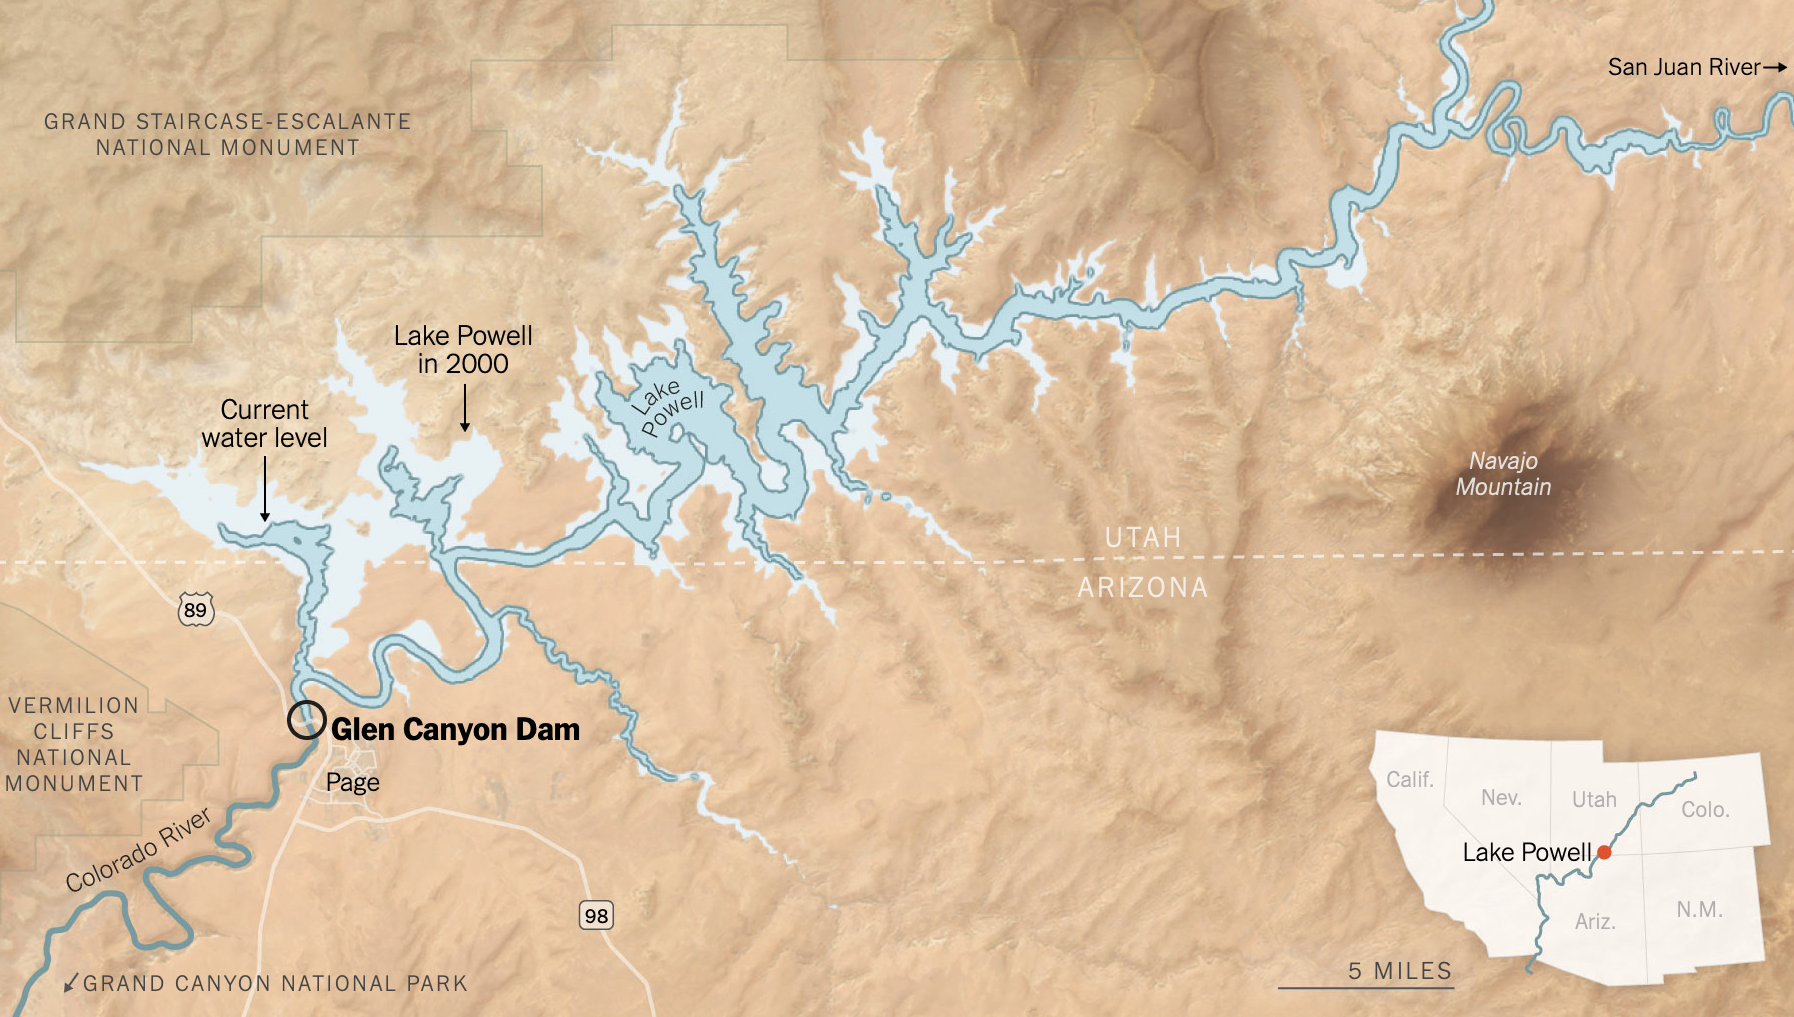 San Juan River
GRAND STAIRCASE-ESCALANTE
NATIONAL MONUMENT
Lake Powell
in 2000
Current
water level
Lake
Powell
Navajo
Mountain
UTAH
ARIZONA
89
VERMILION
CLIFFS
NATIONAL
MONUMENT
Glen Canyon Dam
Page
Colorado River
98
GRAND CANYON NATIONAL PARK
5 MILES
Calif.
Nev.
Utah
Colo.
Lake Powell
Ariz.
N.M.